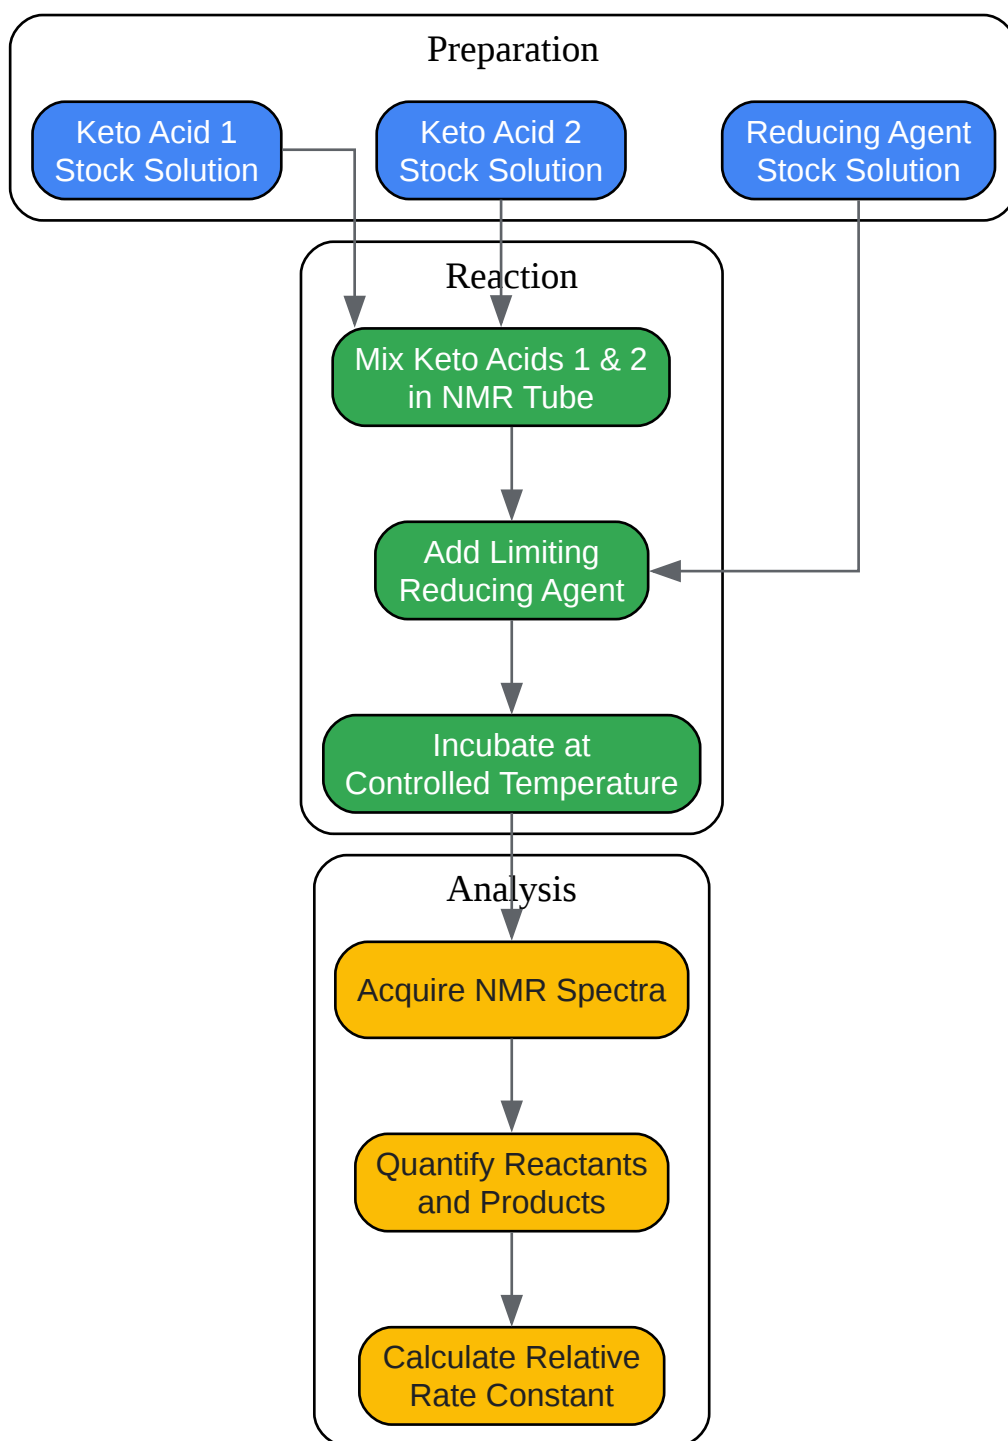 Preparation
Keto Acid 1
Stock Solution
Keto Acid 2
Stock Solution
Reducing Agent
Stock Solution
Reaction
Mix Keto Acids 1 & 2
in NMR Tube
Add Limiting
Reducing Agent
Incubate at
Controlled Temperature
Analysis
Acquire NMR Spectra
Quantify Reactants
and Products
Calculate Relative
Rate Constant